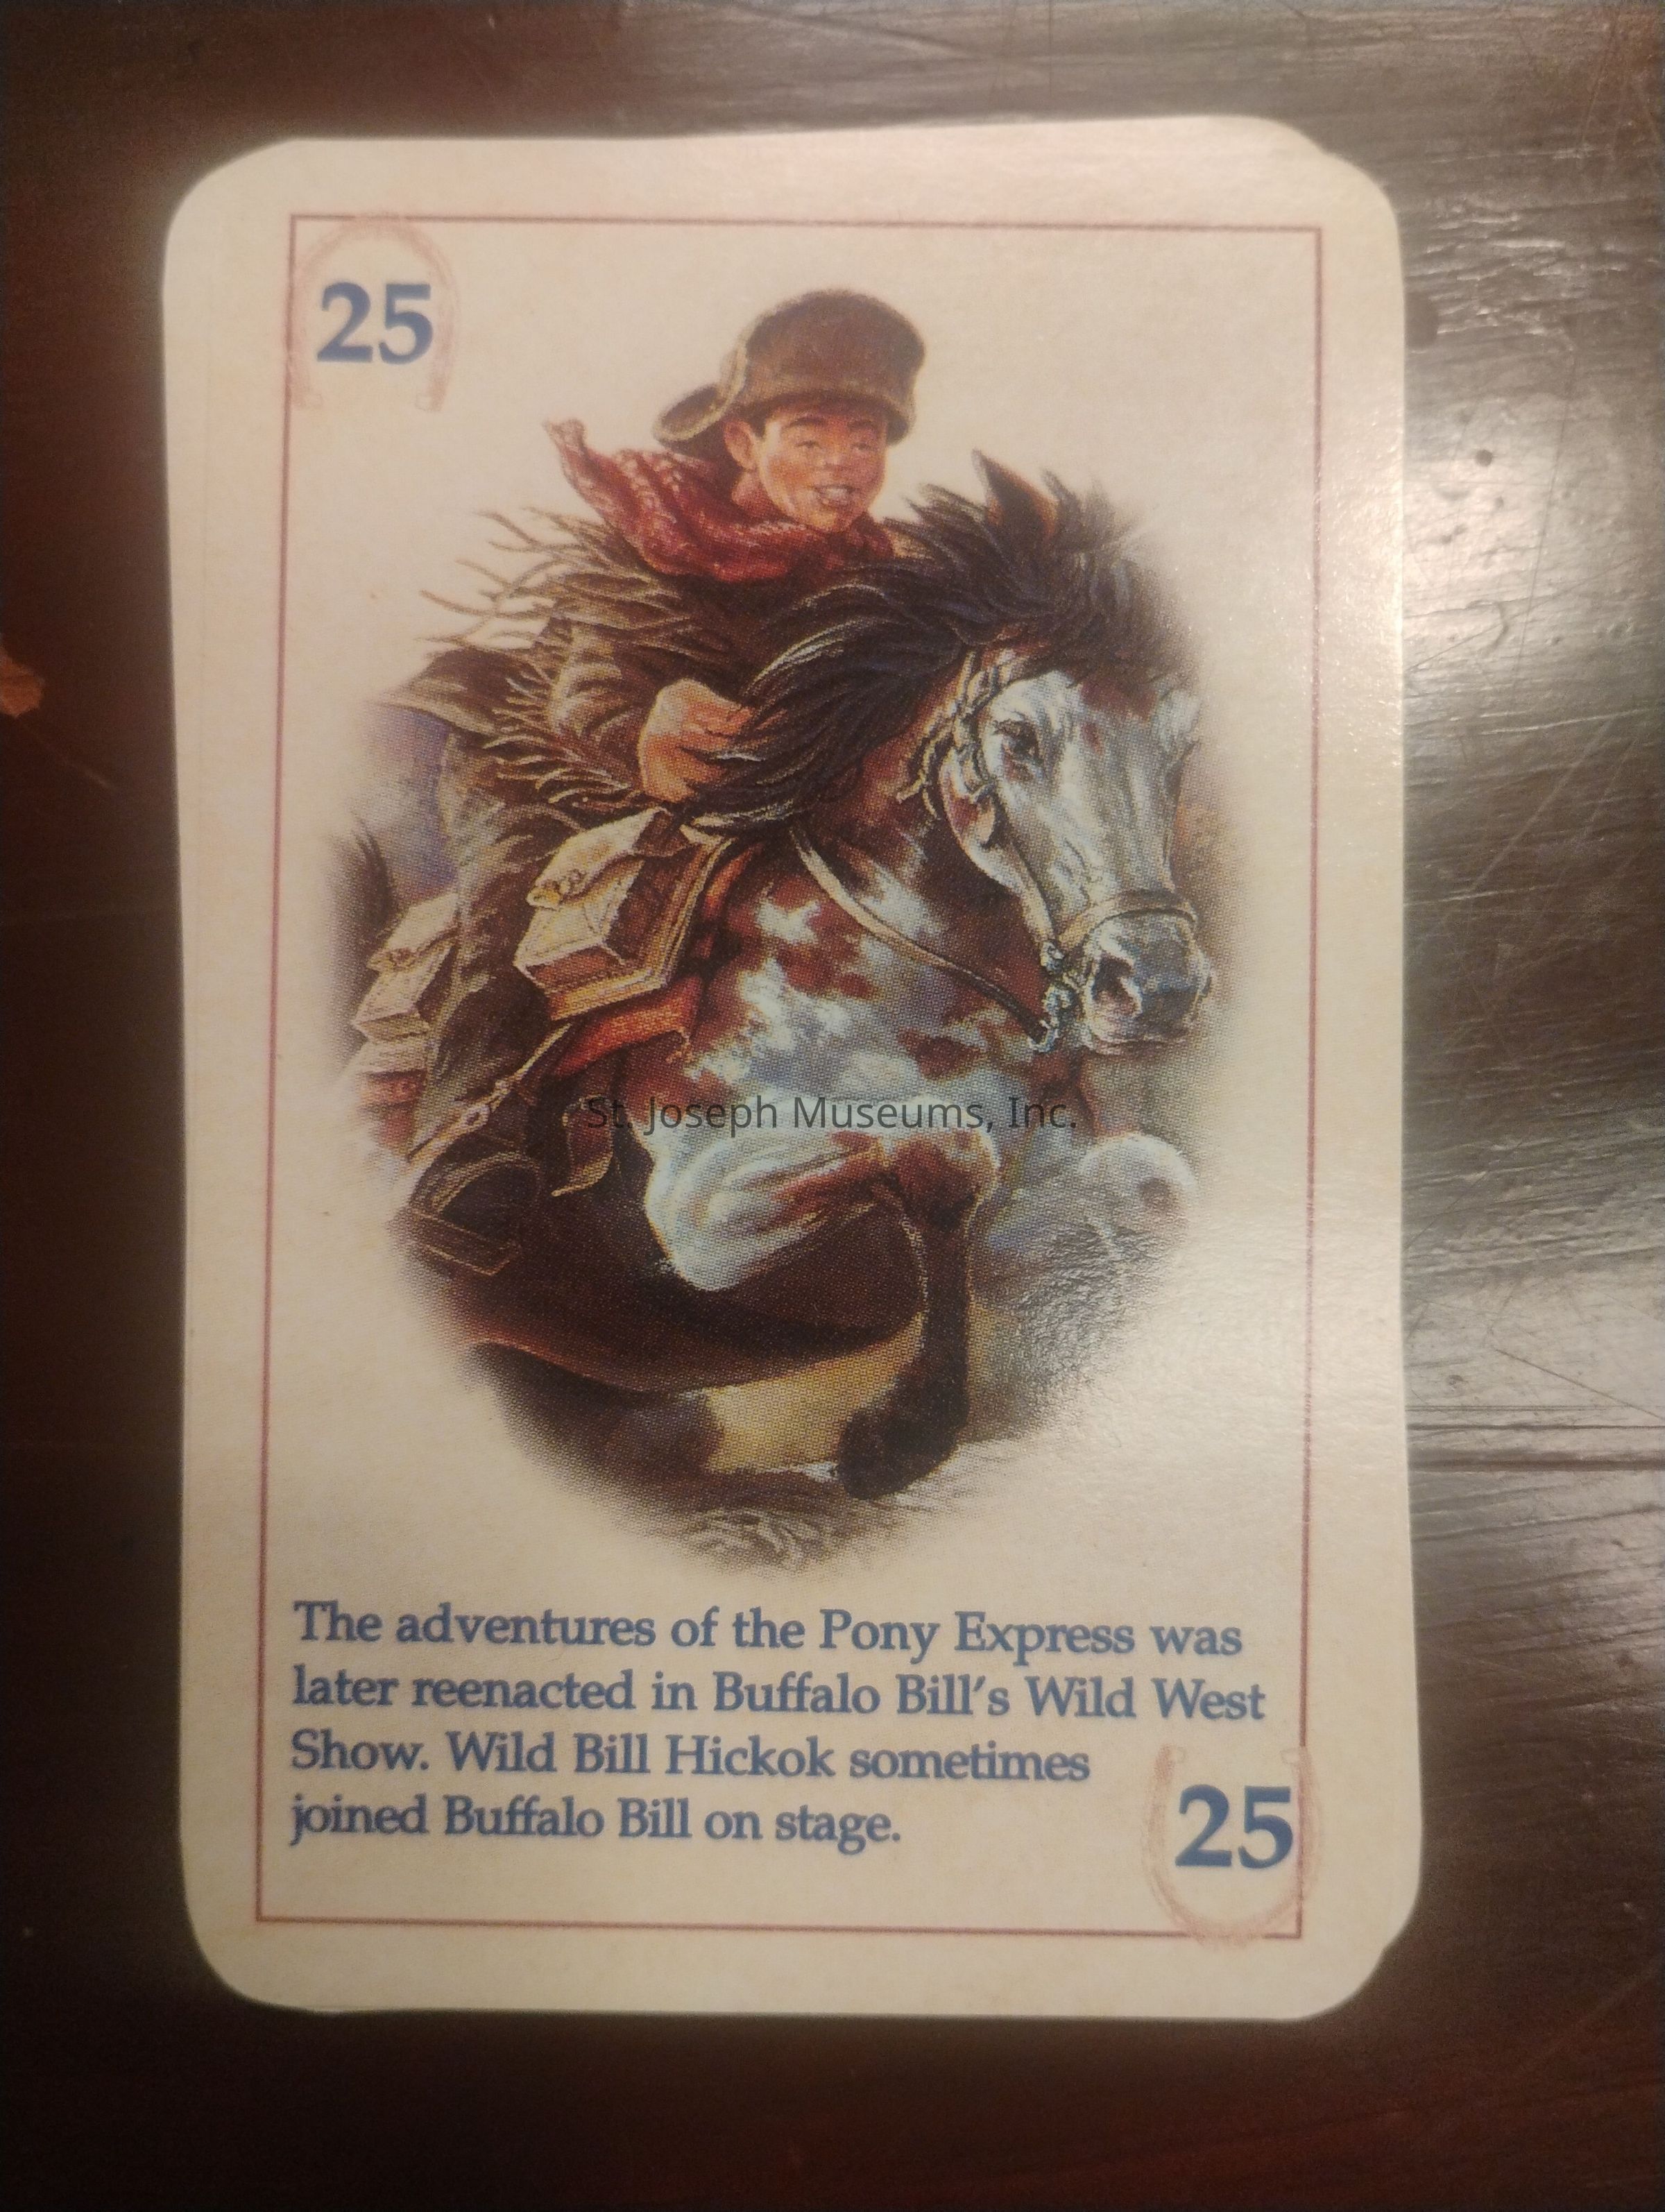 25
St. Joseph Museums, Inc.
The adventures of the Pony Express was
later reenacted in Buffalo Bill's Wild West
Show. Wild Bill Hickok sometimes
joined Buffalo Bill on stage.
25